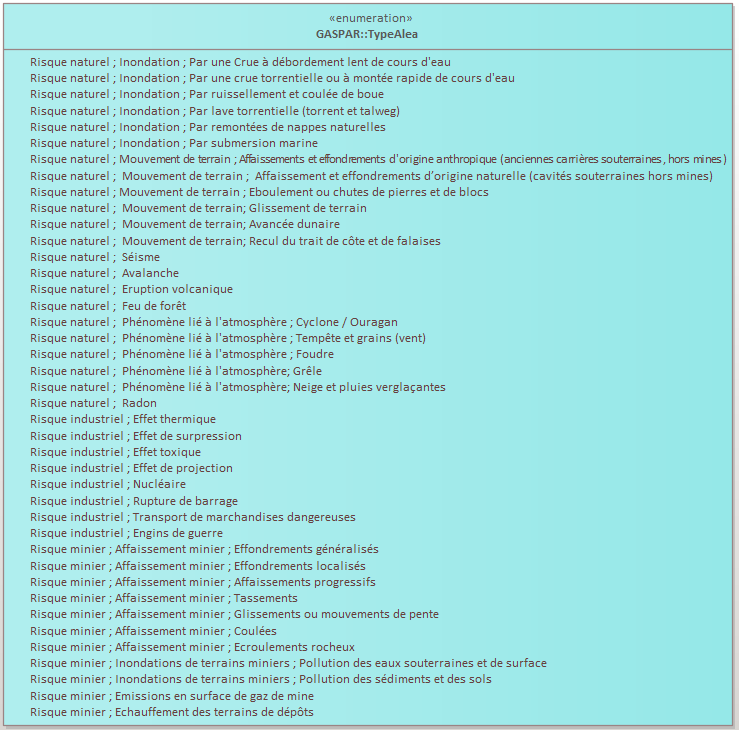 «enumeration»
GASPAR::TypeAlea
Risque naturel ; Inondation ; Par une Crue à débordement lent de cours d'eau
Risque naturel ; Inondation ; Par une crue torrentielle ou à montée rapide de cours d'eau
Risque naturel ; Inondation ; Par ruissellement et coulée de boue
Risque naturel ; Inondation ; Par lave torrentielle (torrent et talweg)
Risque naturel ; Inondation ; Par remontées de nappes naturelles
Risque naturel ; Inondation ; Par submersion marine
Risque naturel ; Mouvement de terrain ; Affaissements et effondrements d’origine anthropique (anciennes carrières souterraines, hors mines)
Risque naturel ; Mouvement de terrain ; Affaissement et effondrements d’origine naturelle (cavités souterraines hors mines)
Risque naturel ; Mouvement de terrain ; Eboulement ou chutes de pierres et de blocs
Risque naturel ; Mouvement de terrain; Glissement de terrain
Risque naturel ; Mouvement de terrain; Avancée dunaire
Risque naturel ; Mouvement de terrain; Recul du trait de côte et de falaises
Risque naturel ; Séisme
Risque naturel ; Avalanche
Risque naturel ; Eruption volcanique
Risque naturel ; Feu de forêt
Risque naturel ; Phénomène lié à l'atmosphère ; Cyclone / Ouragan
Risque naturel ; Phénomène lié à l'atmosphère ; Tempête et grains (vent)
Risque naturel ; Phénomène lié à l'atmosphère ; Foudre
Risque naturel ; Phénomène lié à l'atmosphère; Grêle
Risque naturel ; Phénomène lié à l'atmosphère; Neige et pluies verglaçantes
Risque naturel ; Radon
Risque industriel ; Effet thermique
Risque industriel ; Effet de surpression
Risque industriel ; Effet toxique
Risque industriel ; Effet de projection
Risque industriel ; Nucléaire
Risque industriel ; Rupture de barrage
Risque industriel ; Transport de marchandises dangereuses
Risque industriel ; Engins de guerre
Risque minier ; Affaissement minier ; Effondrements généralisés
Risque minier ; Affaissement minier ; Effondrements localisés
Risque minier ; Affaissement minier ; Affaissements progressifs
Risque minier ; Affaissement minier ; Tassements
Risque minier ; Affaissement minier ; Glissements ou mouvements de pente
Risque minier ; Affaissement minier ; Coulées
Risque minier ; Affaissement minier ; Ecroulements rocheux
Risque minier ; Inondations de terrains miniers ; Pollution des eaux souterraines et de surface
Risque minier ; Inondations de terrains miniers ; Pollution des sédiments et des sols
Risque minier ; Emissions en surface de gaz de mine
Risque minier ; Echauffement des terrains de dépôts